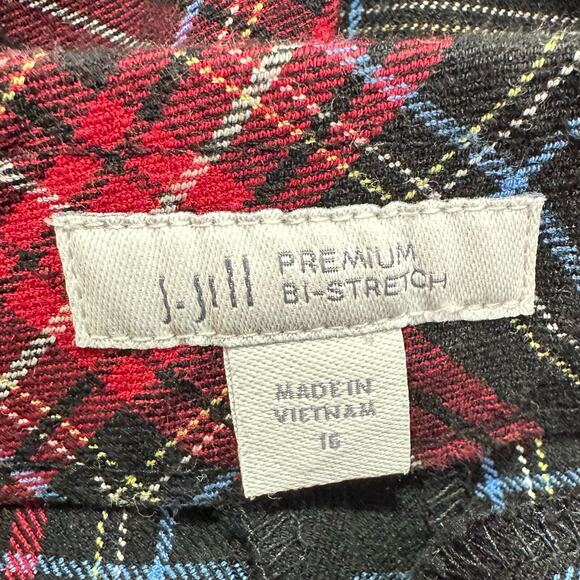 J.Jill
PREMIUM
BI-STRETCH
MADE IN
VIETNAM
16